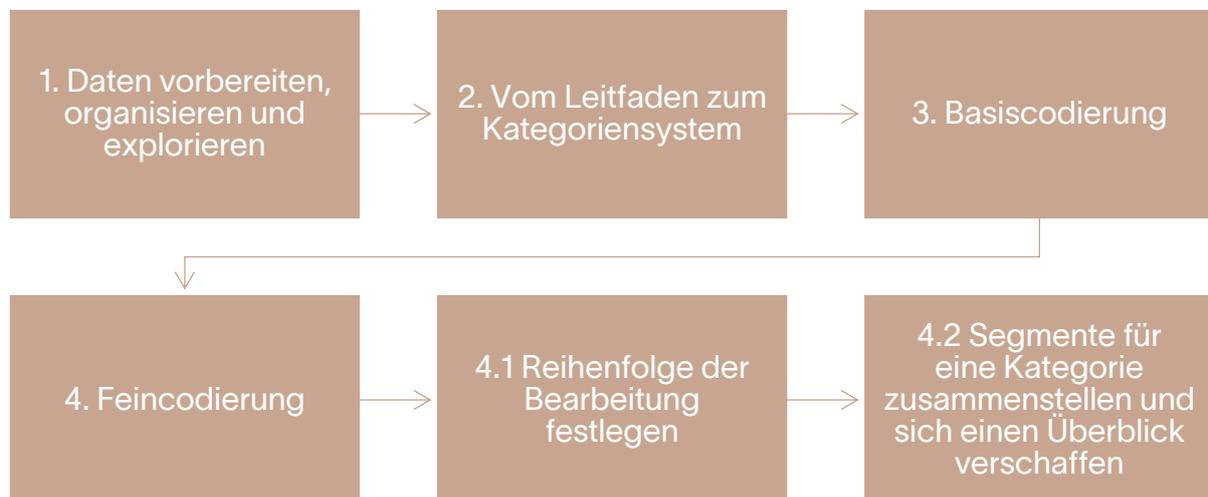 1. Daten vorbereiten,
organisieren und
explorieren
2. Vom Leitfaden zum
Kategoriensystem
3. Basiscodierung
4. Feincodierung
4.1 Reihenfolge der
Bearbeitung
festlegen
4.2 Segmente für
eine Kategorie
zusammenstellen und
sich einen Überblick
verschaffen